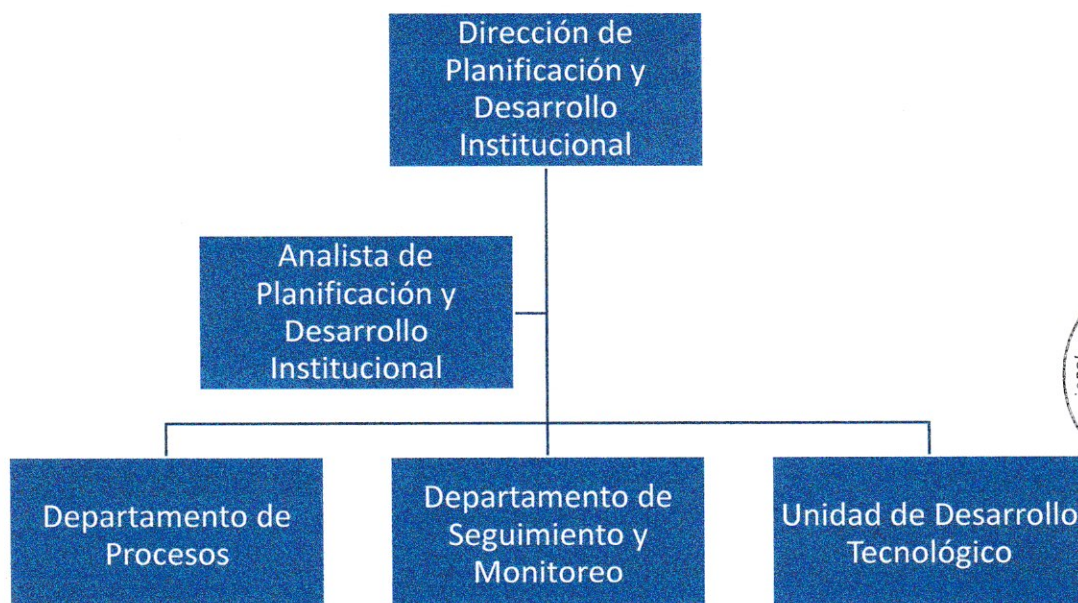 Dirección de
Planificación y
Desarrollo
Institucional
Analista de
Planificación y
Desarrollo
Institucional
Departamento de
Procesos
Departamento de
Seguimiento y
Monitoreo
Unidad de Desarrollo
Tecnológico